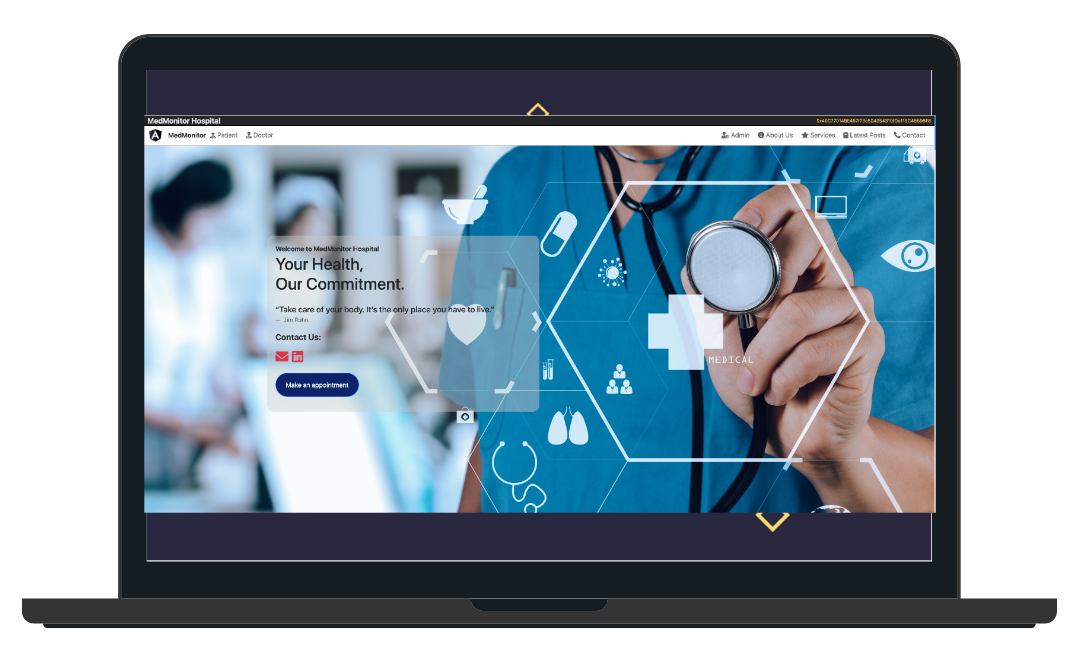 MedMonitor Hospital
MedMonitor Patient Doctor Admin About Us Services Latest Posts Contact
Welcome to MedMonitor Hospital
Your Health,
Our Commitment.
"Take care of your body. It's the only place you have to live."
— Jim Rohn
Contact Us:
Make an appointment
MEDICAL